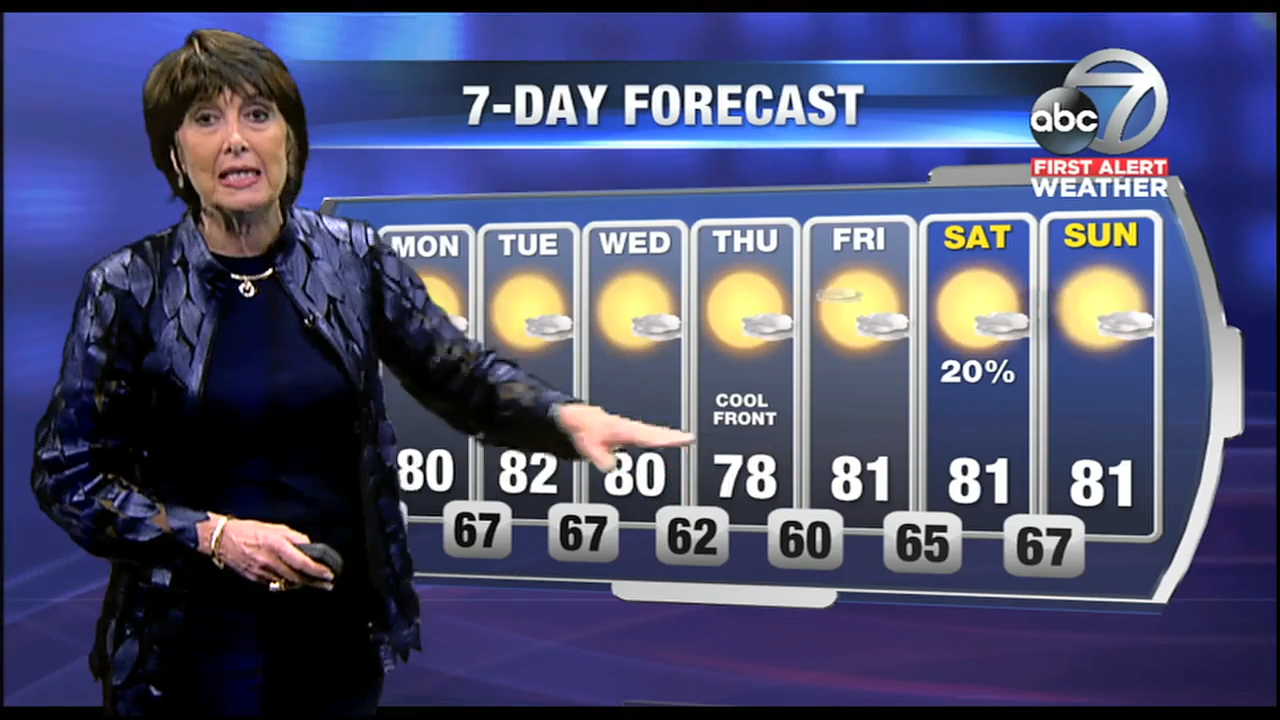 7-DAY FORECAST
abc 7
FIRST ALERT
WEATHER
MON TUE WED THU FRI SAT SUN
20%
COOL
FRONT
80 82 80 78 81 81 81
67 67 62 60 65 67